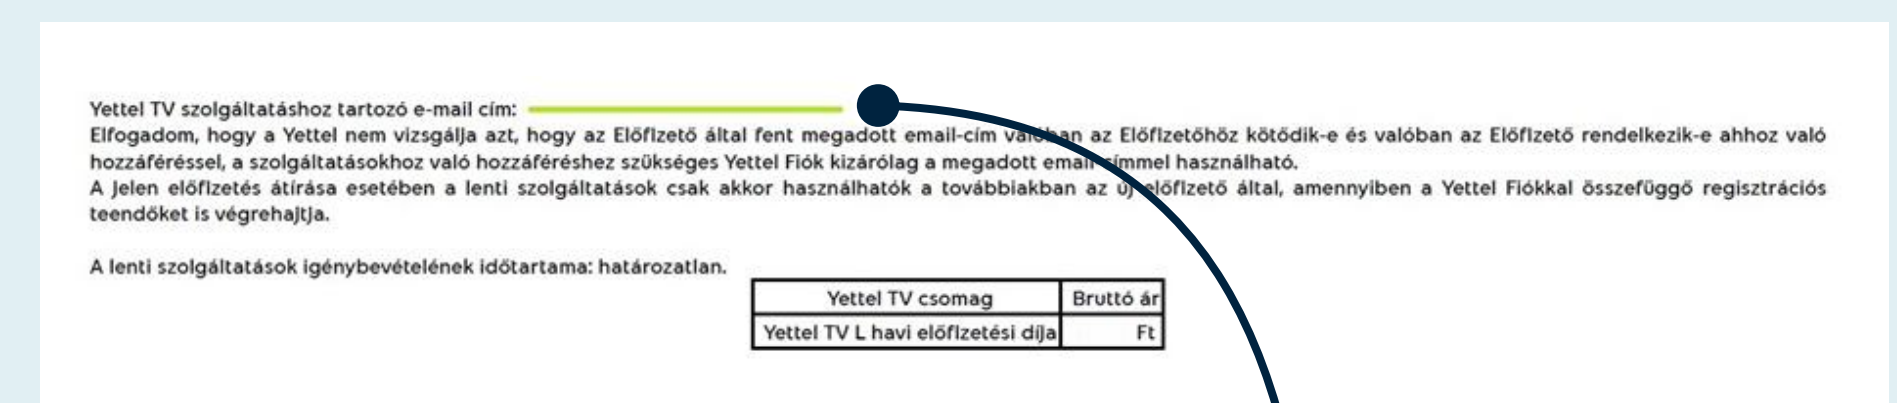 Yettel TV szolgáltatáshoz tartozó e-mail cím:
Elfogadom, hogy a Yettel nem vizsgálja azt, hogy az Előfizető által fent megadott email-cím valóban az Előfizetőhöz kötődik-e és valóban az Előfizető rendelkezik-e ahhoz való
hozzáféréssel, a szolgáltatásokhoz való hozzáféréshez szükséges Yettel Fiók kizárólag a megadott email-címmel használható.
A Jelen előfizetés átírása esetében a lenti szolgáltatások csak akkor használhatók a továbbiakban az új előfizető által, amennyiben a Yettel Fiókkal összefüggő regisztrációs
teendőket is végrehajtja.
A lenti szolgáltatások igénybevételének időtartama: határozatlan.
Yettel TV csomag Bruttó ár
Yettel TV L havi előfizetési díja Ft